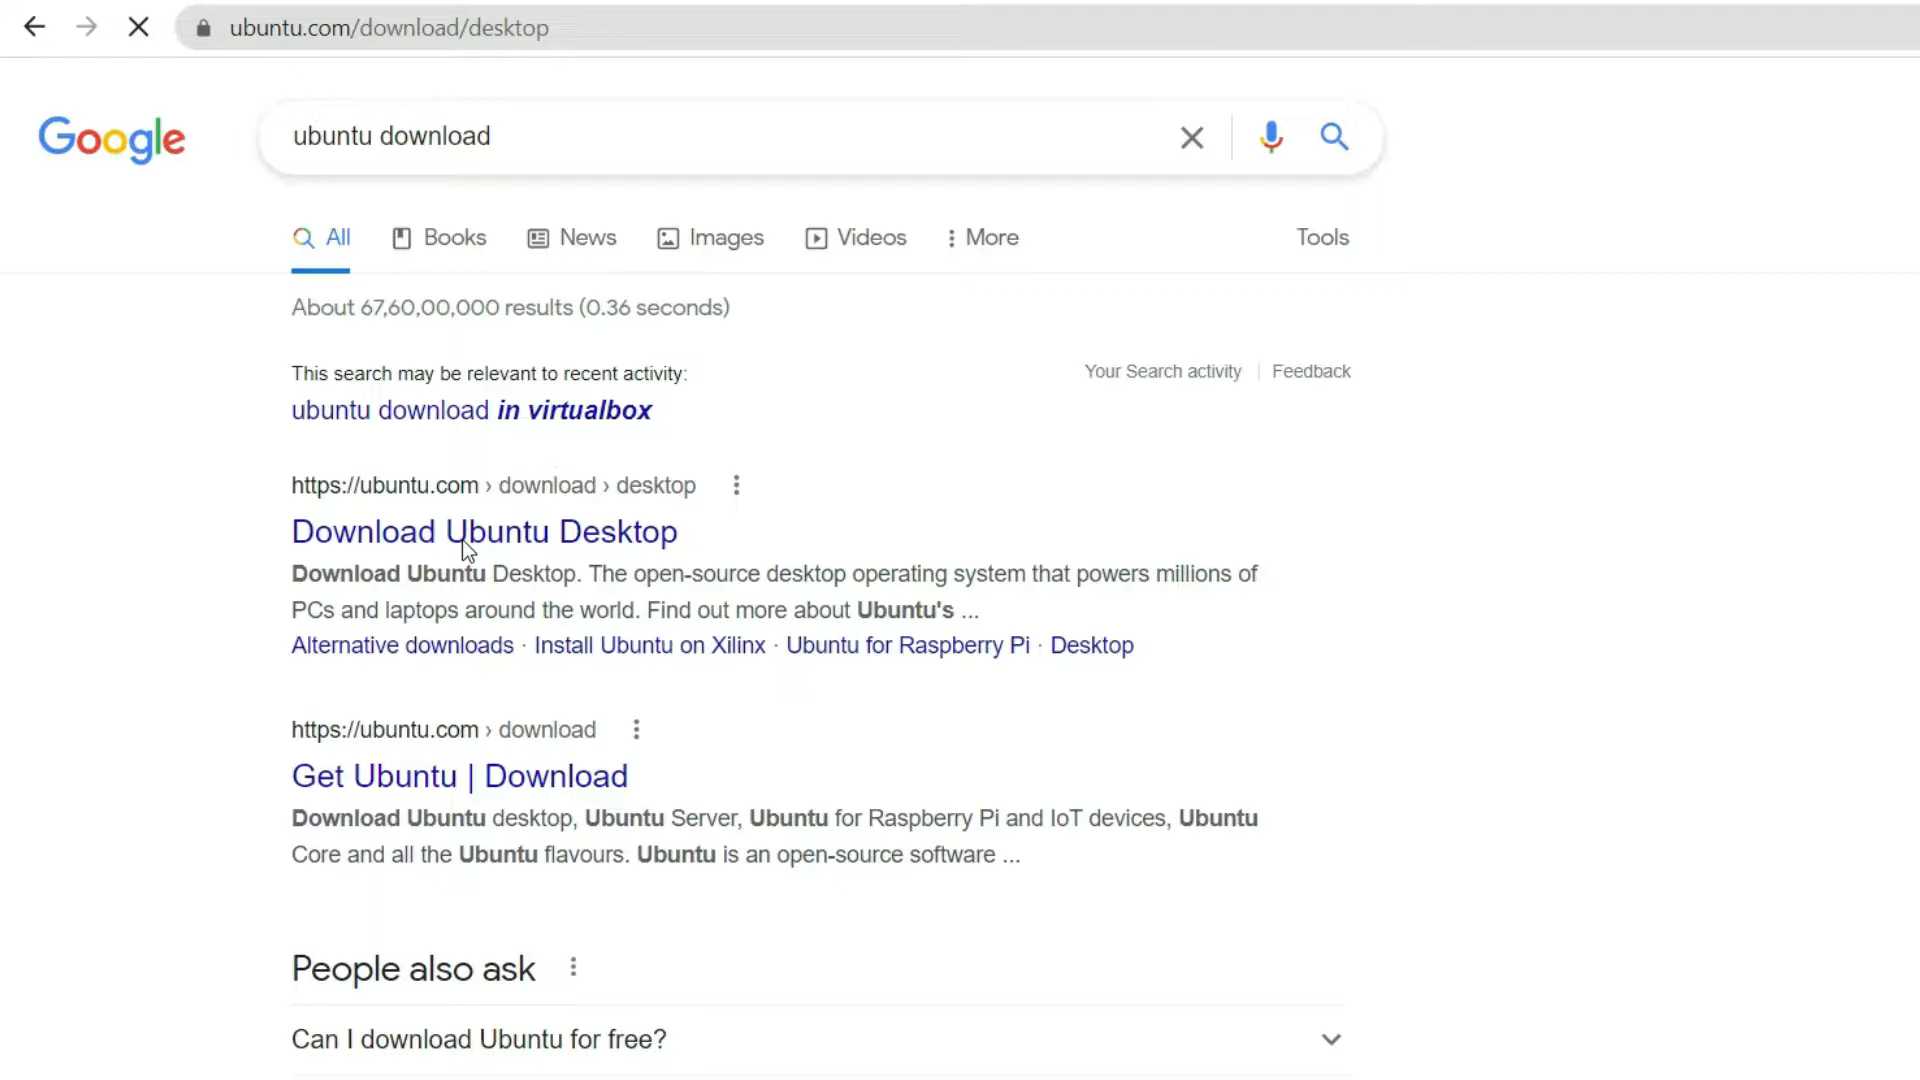 ubuntu.com/download/desktop
Google
ubuntu download
All
Books
News
Images
Videos
More
Tools
About 67,60,00,000 results (0.36 seconds)
This search may be relevant to recent activity:
Your Search activity
Feedback
ubuntu download in virtualbox
https://ubuntu.com › download › desktop
Download Ubuntu Desktop
Download Ubuntu Desktop. The open-source desktop operating system that powers millions of
PCs and laptops around the world. Find out more about Ubuntu's ...
Alternative downloads · Install Ubuntu on Xilinx · Ubuntu for Raspberry Pi · Desktop
https://ubuntu.com › download
Get Ubuntu | Download
Download Ubuntu desktop, Ubuntu Server, Ubuntu for Raspberry Pi and IoT devices, Ubuntu
Core and all the Ubuntu flavours. Ubuntu is an open-source software ...
People also ask
Can I download Ubuntu for free?